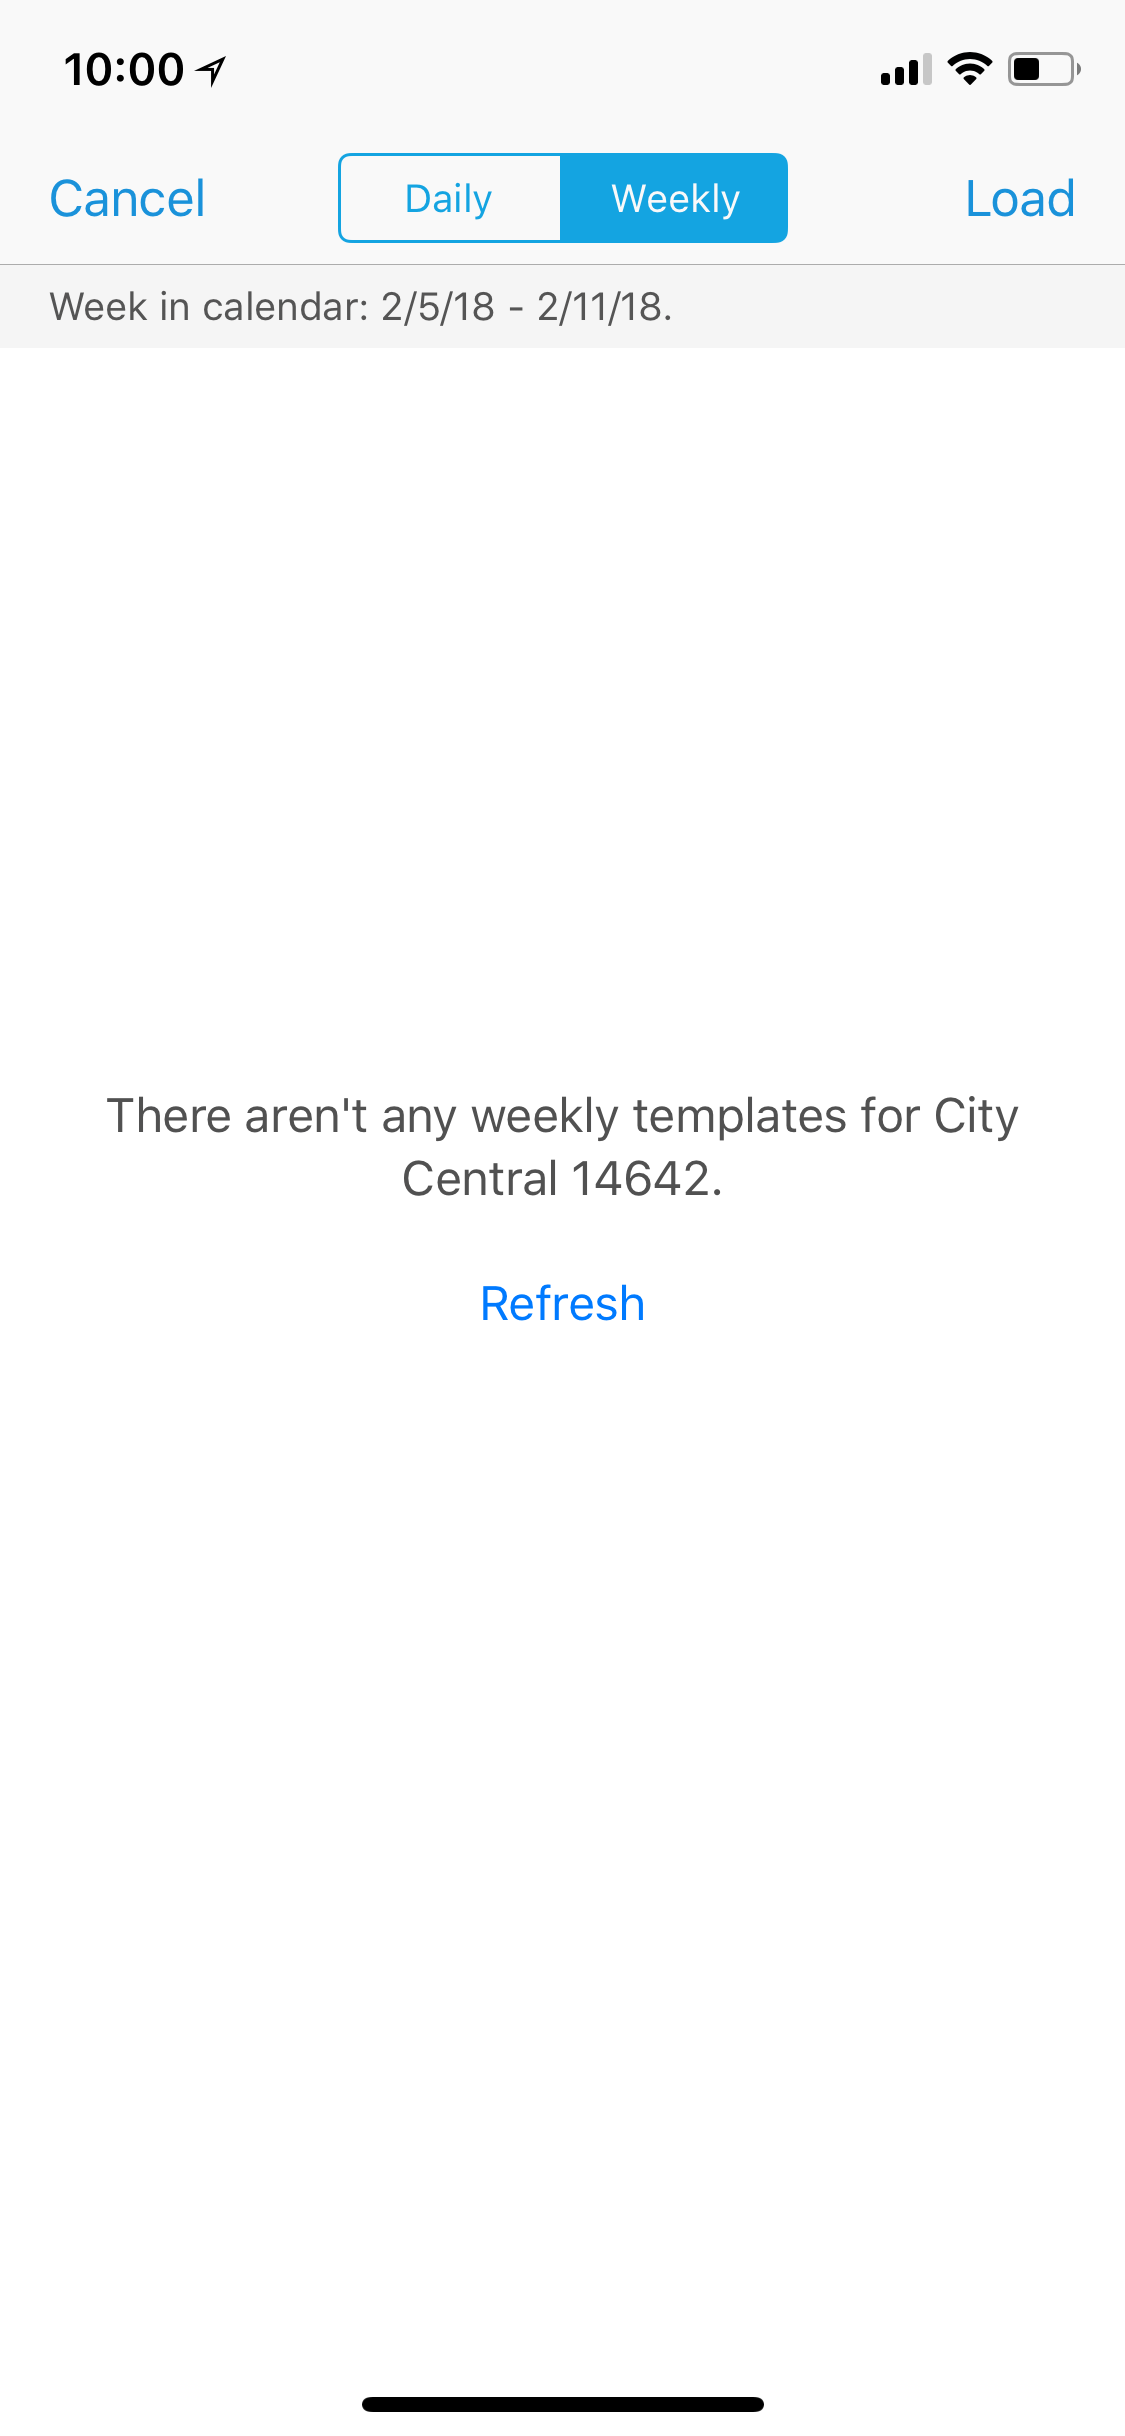 10:00
Cancel Daily Weekly Load
Week in calendar: 2/5/18 - 2/11/18.
There aren't any weekly templates for City
Central 14642.
Refresh